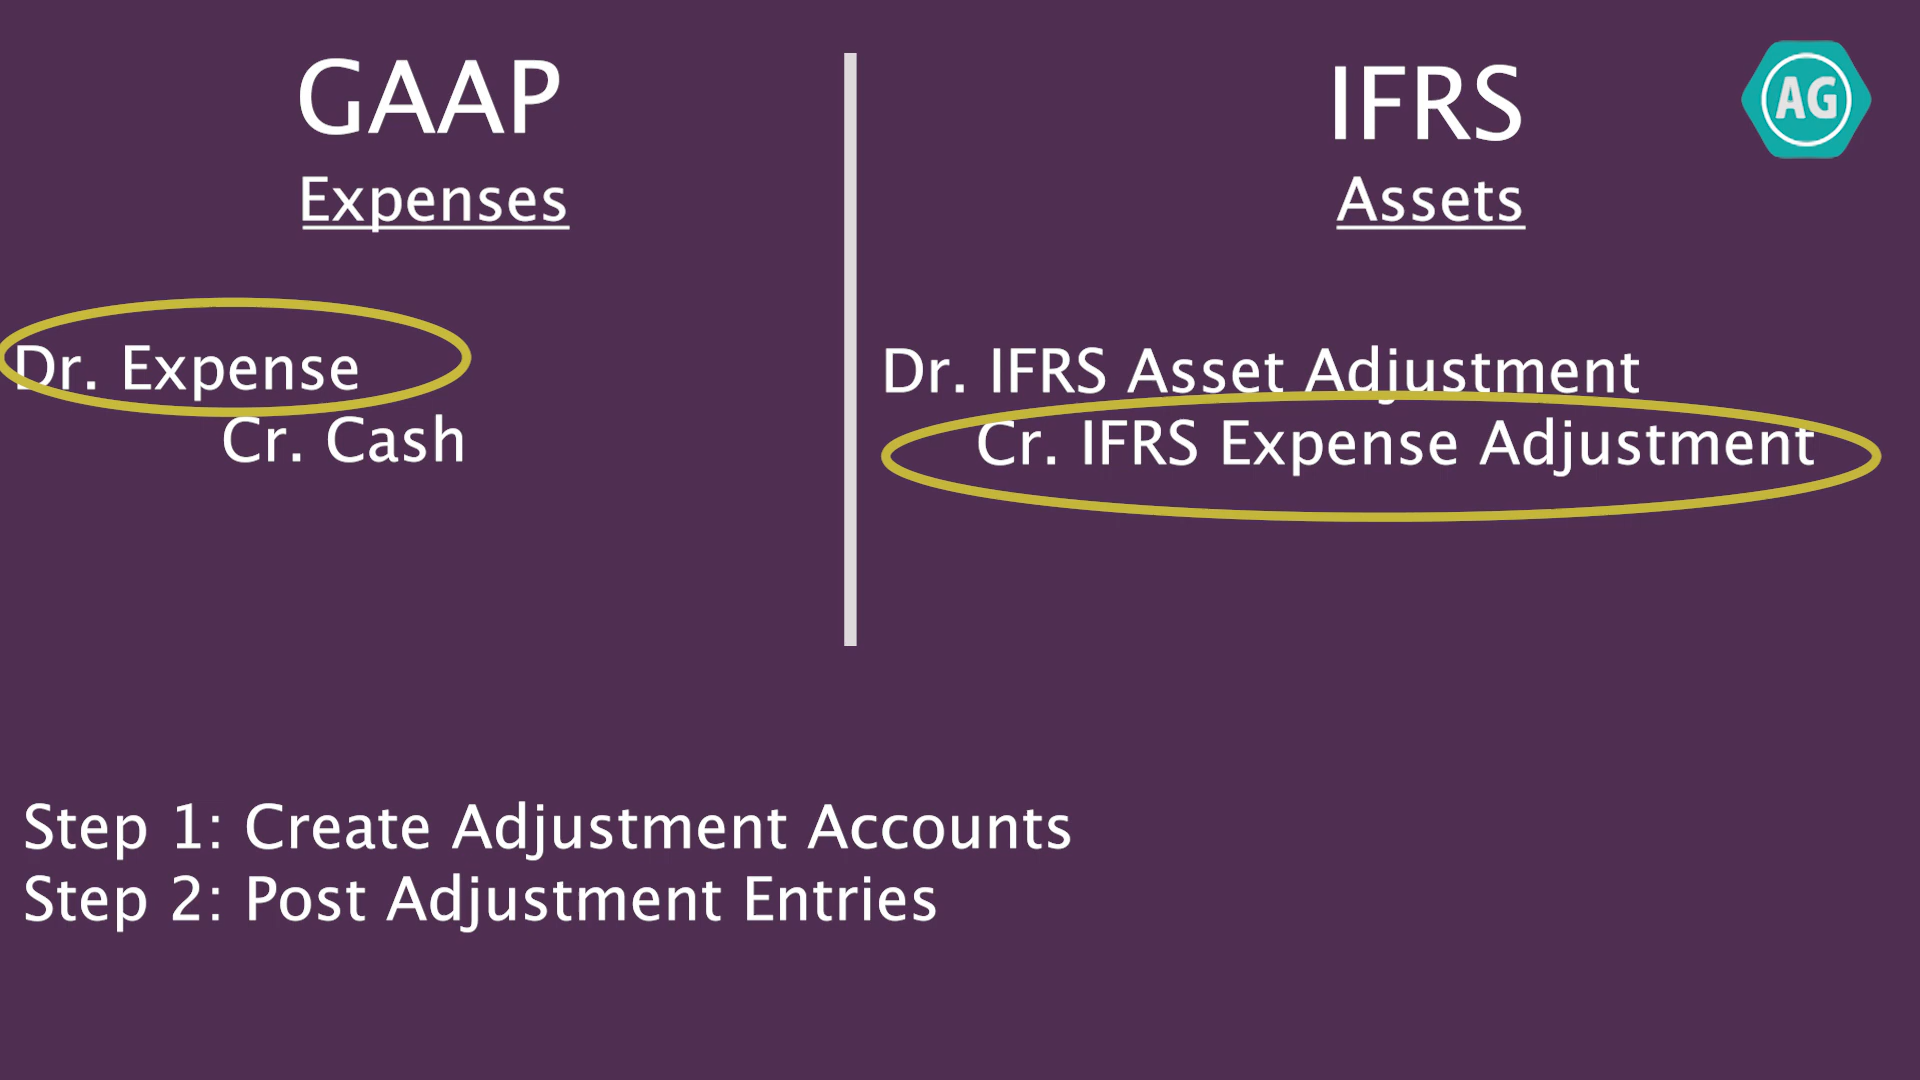 GAAP
Expenses
Dr. Expense
Cr. Cash
IFRS
Assets
Dr. IFRS Asset Adjustment
Cr. IFRS Expense Adjustment
AG
Step 1: Create Adjustment Accounts
Step 2: Post Adjustment Entries